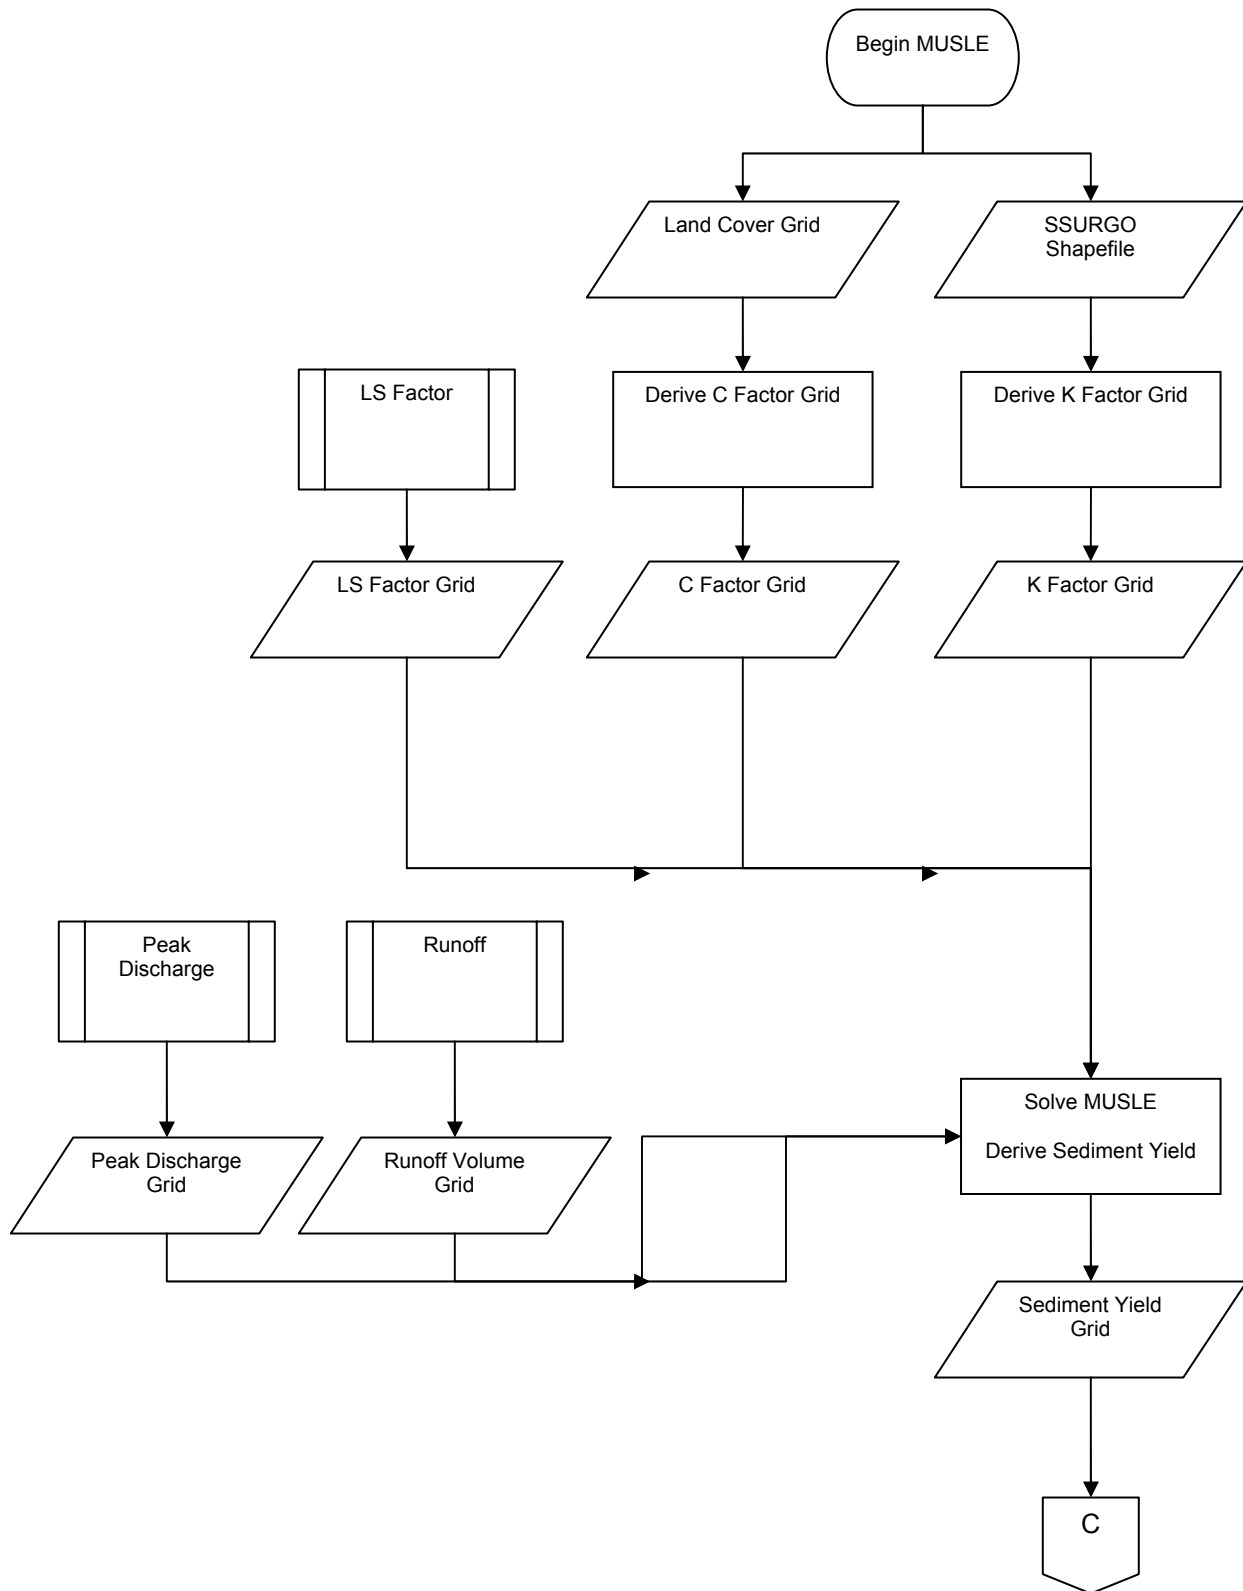 Begin MUSLE
Land Cover Grid
SSURGO
Shapefile
LS Factor
Derive C Factor Grid
Derive K Factor Grid
LS Factor Grid
C Factor Grid
K Factor Grid
Peak
Discharge
Runoff
Solve MUSLE
Derive Sediment Yield
Peak Discharge
Grid
Runoff Volume
Grid
Sediment Yield
Grid
C